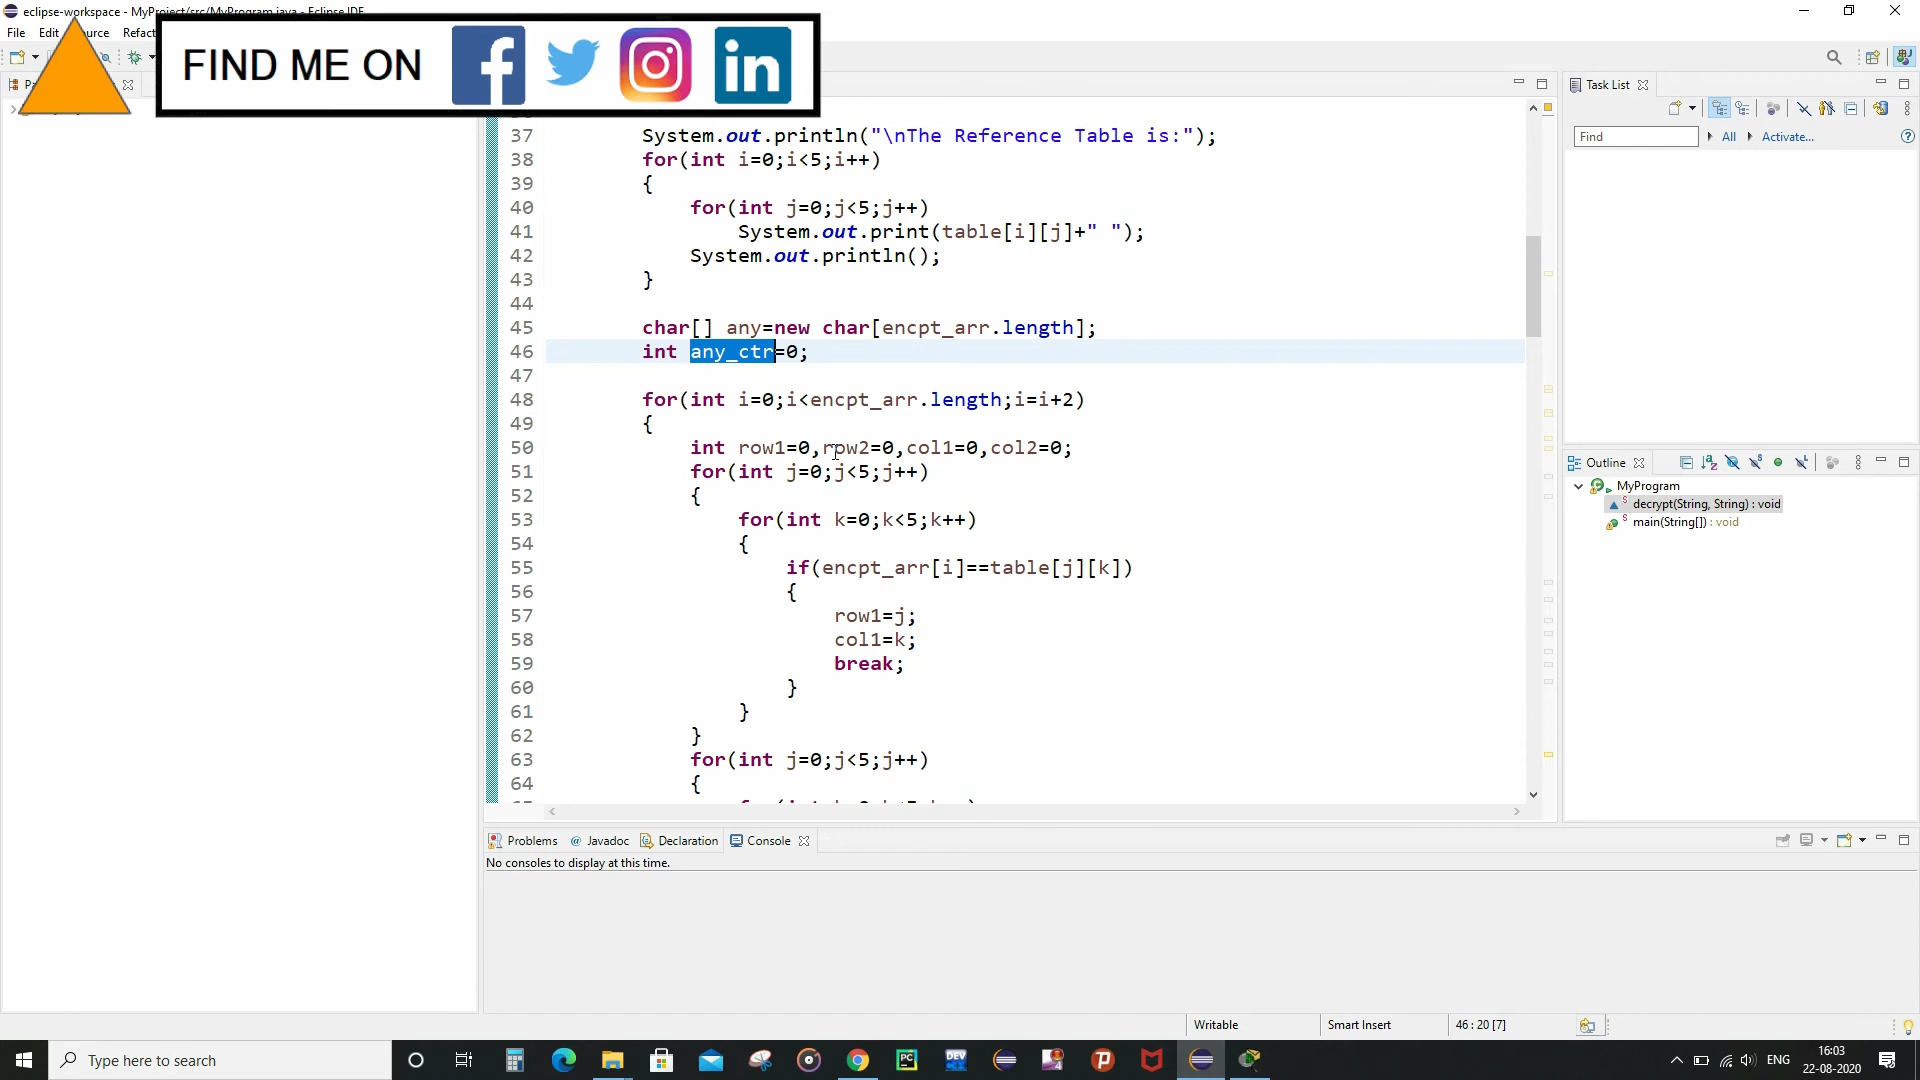 eclipse-workspace - MyProject/src/MyProgram.java - Eclipse IDE
File Edit Source Refact
FIND ME ON
37 System.out.println("\nThe Reference Table is:");
38 for(int i=0;i<5;i++)
39 {
40 for(int j=0;j<5;j++)
41 System.out.print(table[i][j]+" ");
42 System.out.println();
43 }
44
45 char[] any=new char[encpt_arr.length];
46 int any_ctr=0;
47
48 for(int i=0;i<encpt_arr.length;i=i+2)
49 {
50 int row1=0,row2=0,col1=0,col2=0;
51 for(int j=0;j<5;j++)
52 {
53 for(int k=0;k<5;k++)
54 {
55 if(encpt_arr[i]==table[j][k])
56 {
57 row1=j;
58 col1=k;
59 break;
60 }
61 }
62 }
63 for(int j=0;j<5;j++)
64 {
Task List
Find All Activate...
Outline
MyProgram
decrypt(String, String) : void
main(String[]) : void
Problems @ Javadoc Declaration Console
No consoles to display at this time.
Writable Smart Insert 46 : 20 [7]
Type here to search
ENG
16:03
22-08-2020